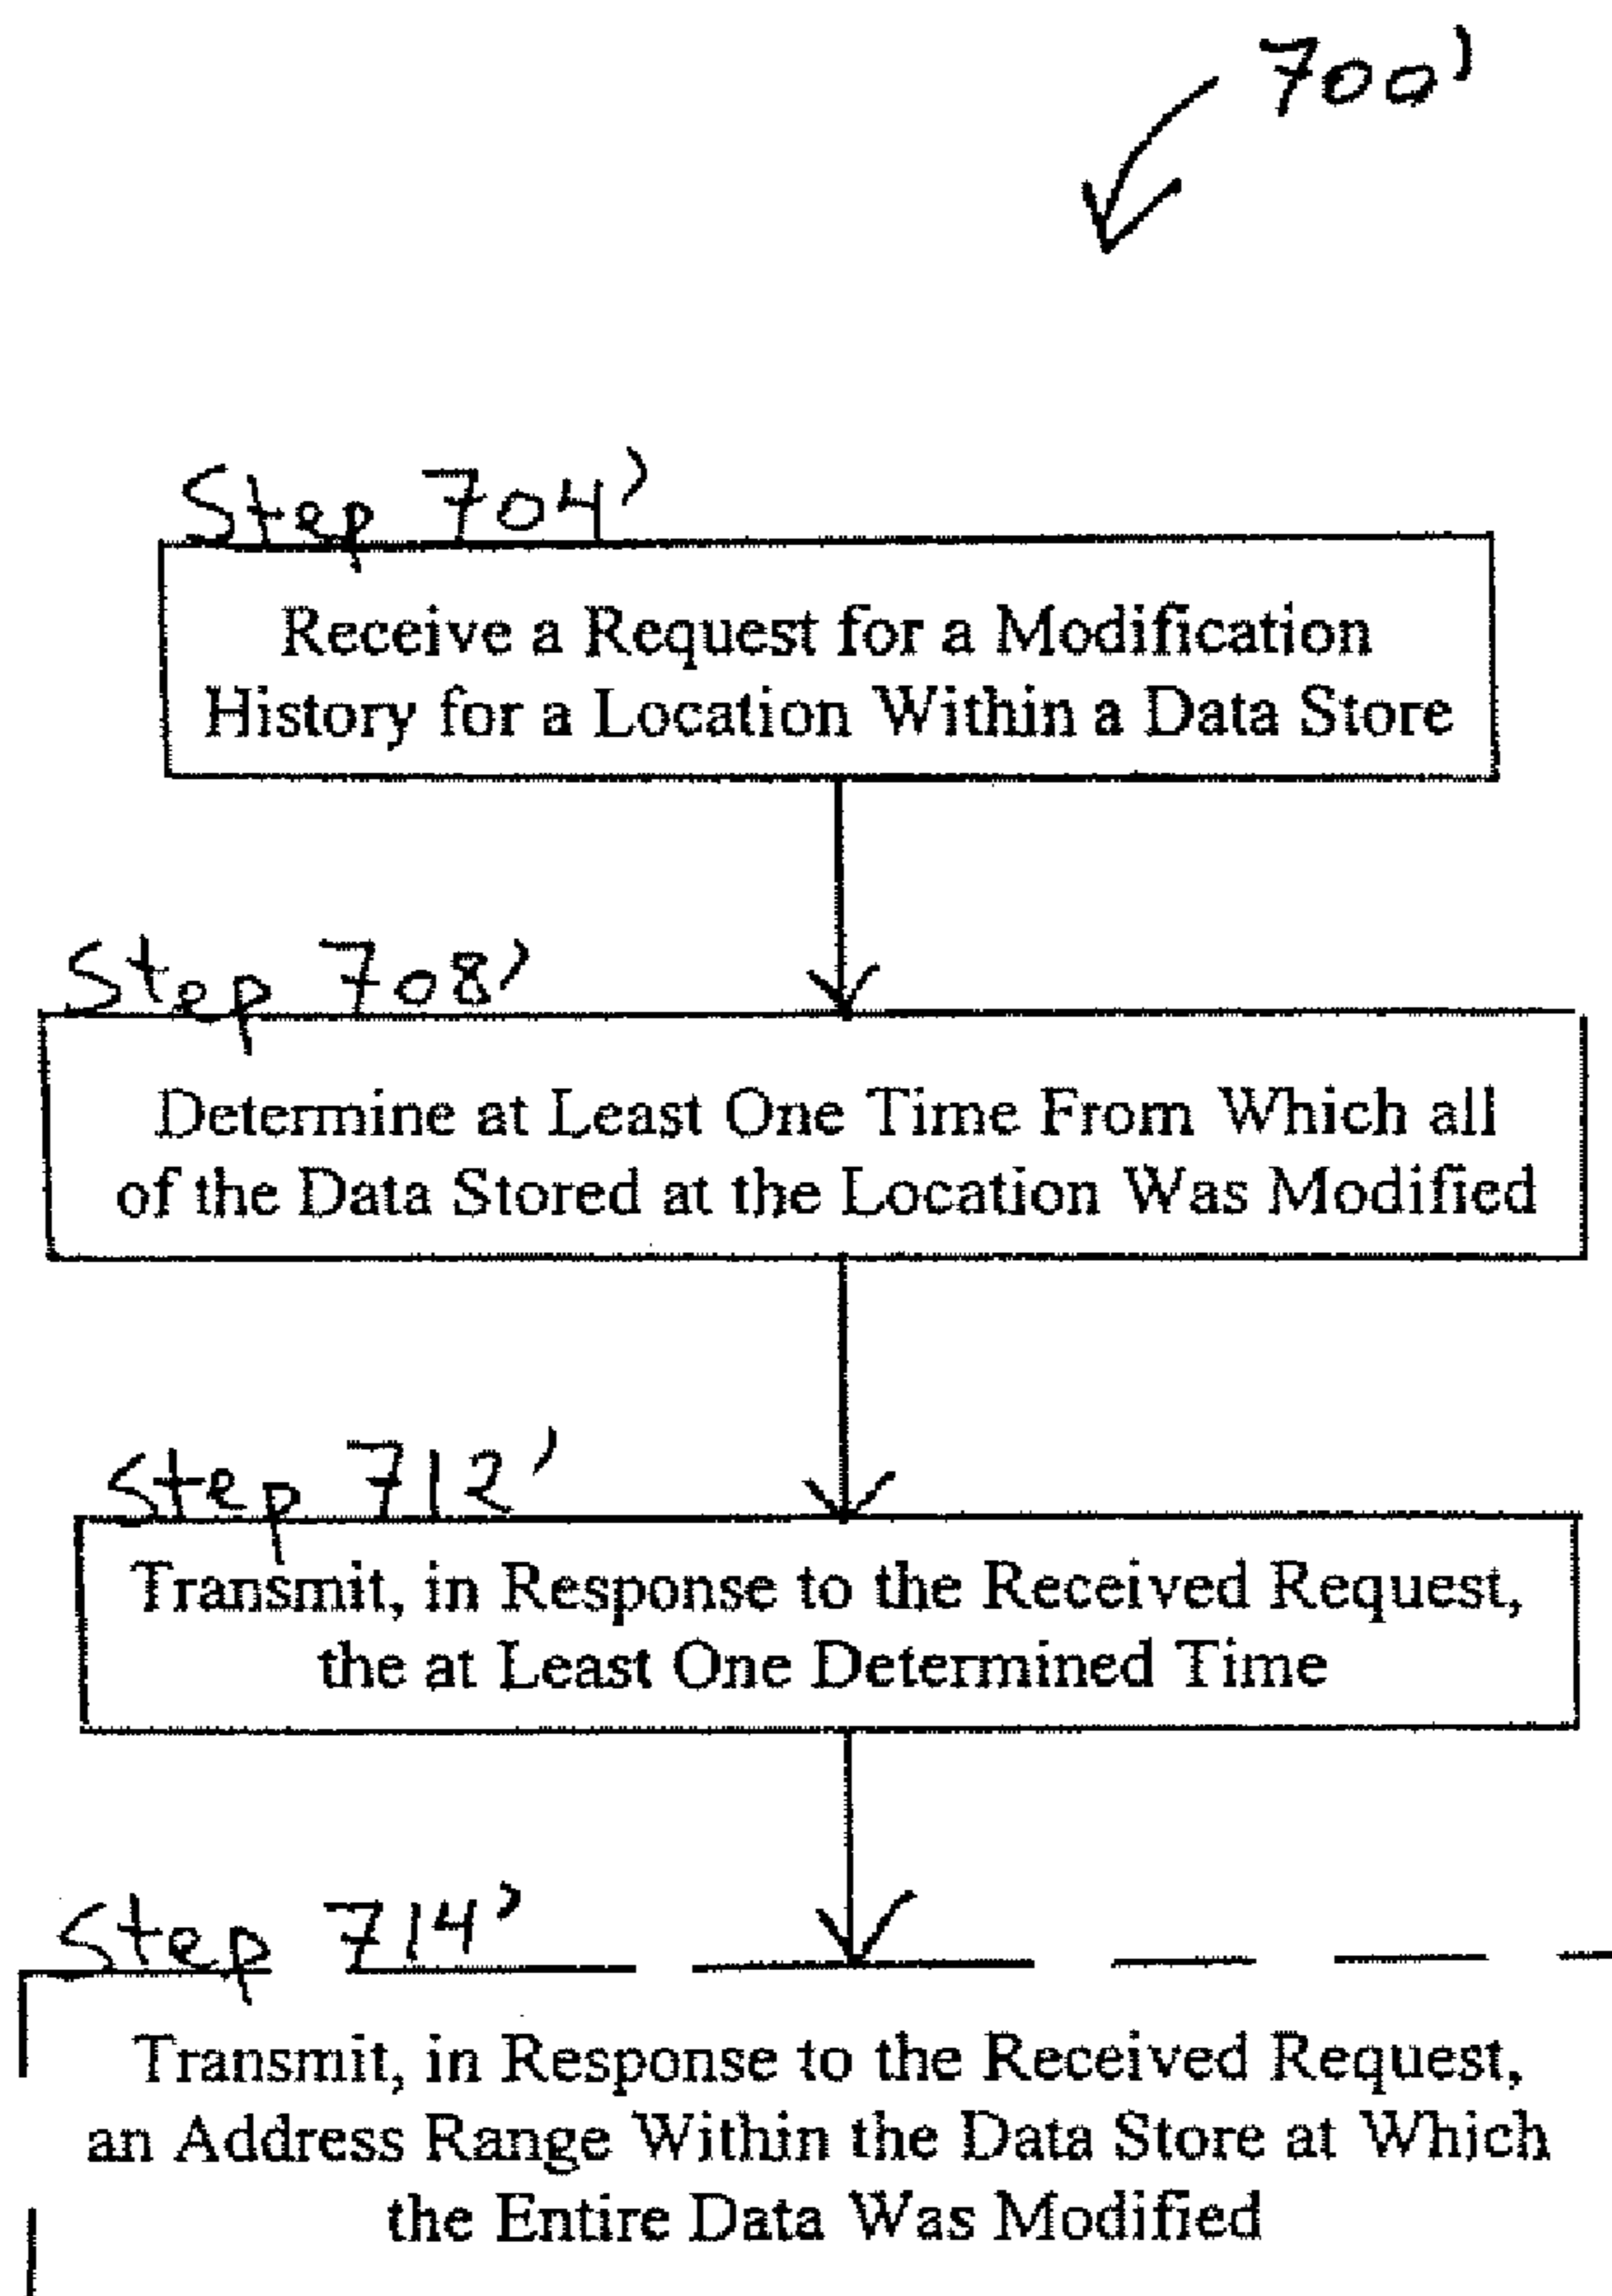 700'
Step 704'
Receive a Request for a Modification
History for a Location Within a Data Store
Step 708'
Determine at Least One Time From Which all
of the Data Stored at the Location Was Modified
Step 712'
Transmit, in Response to the Received Request,
the at Least One Determined Time
Step 714'
Transmit, in Response to the Received Request,
an Address Range Within the Data Store at Which
the Entire Data Was Modified